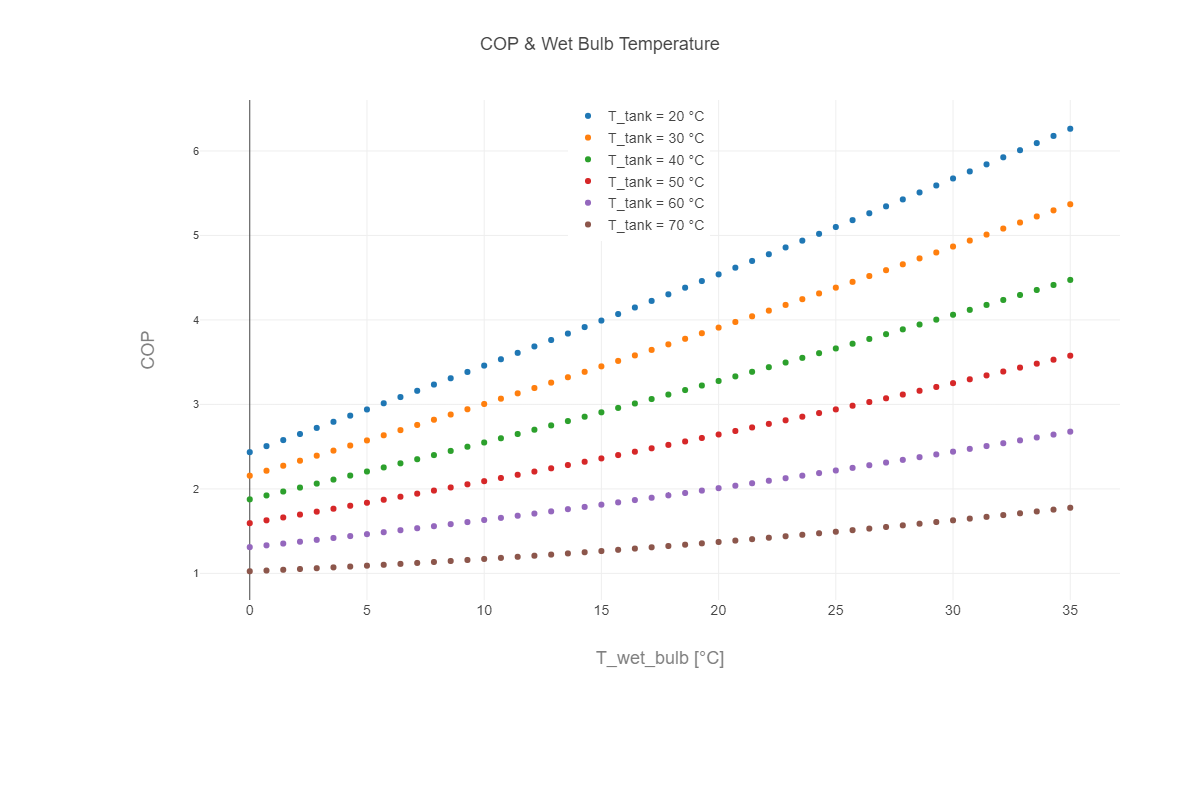 COP & Wet Bulb Temperature
T_tank = 20 °C
T_tank = 30 °C
T_tank = 40 °C
T_tank = 50 °C
T_tank = 60 °C
T_tank = 70 °C
6
5
4
3
2
1
COP
0 5 10 15 20 25 30 35
T_wet_bulb [°C]